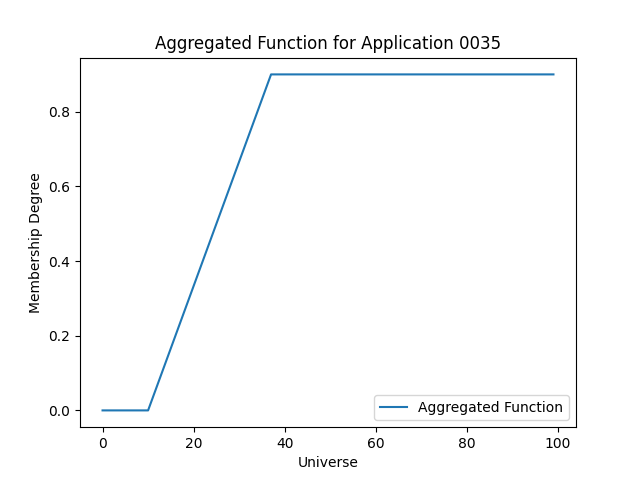 Aggregated Function for Application 0035
Membership Degree
0.8
0.6
0.4
0.2
0.0
0 20 40 60 80 100
Universe
Aggregated Function